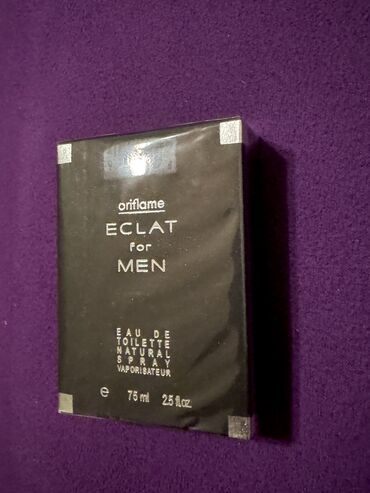 oriflame
ECLAT
for
MEN
EAU DE
TOILETTE
NATURAL
SPRAY
VAPORISATEUR
e 75 ml 2.5 fl.oz.